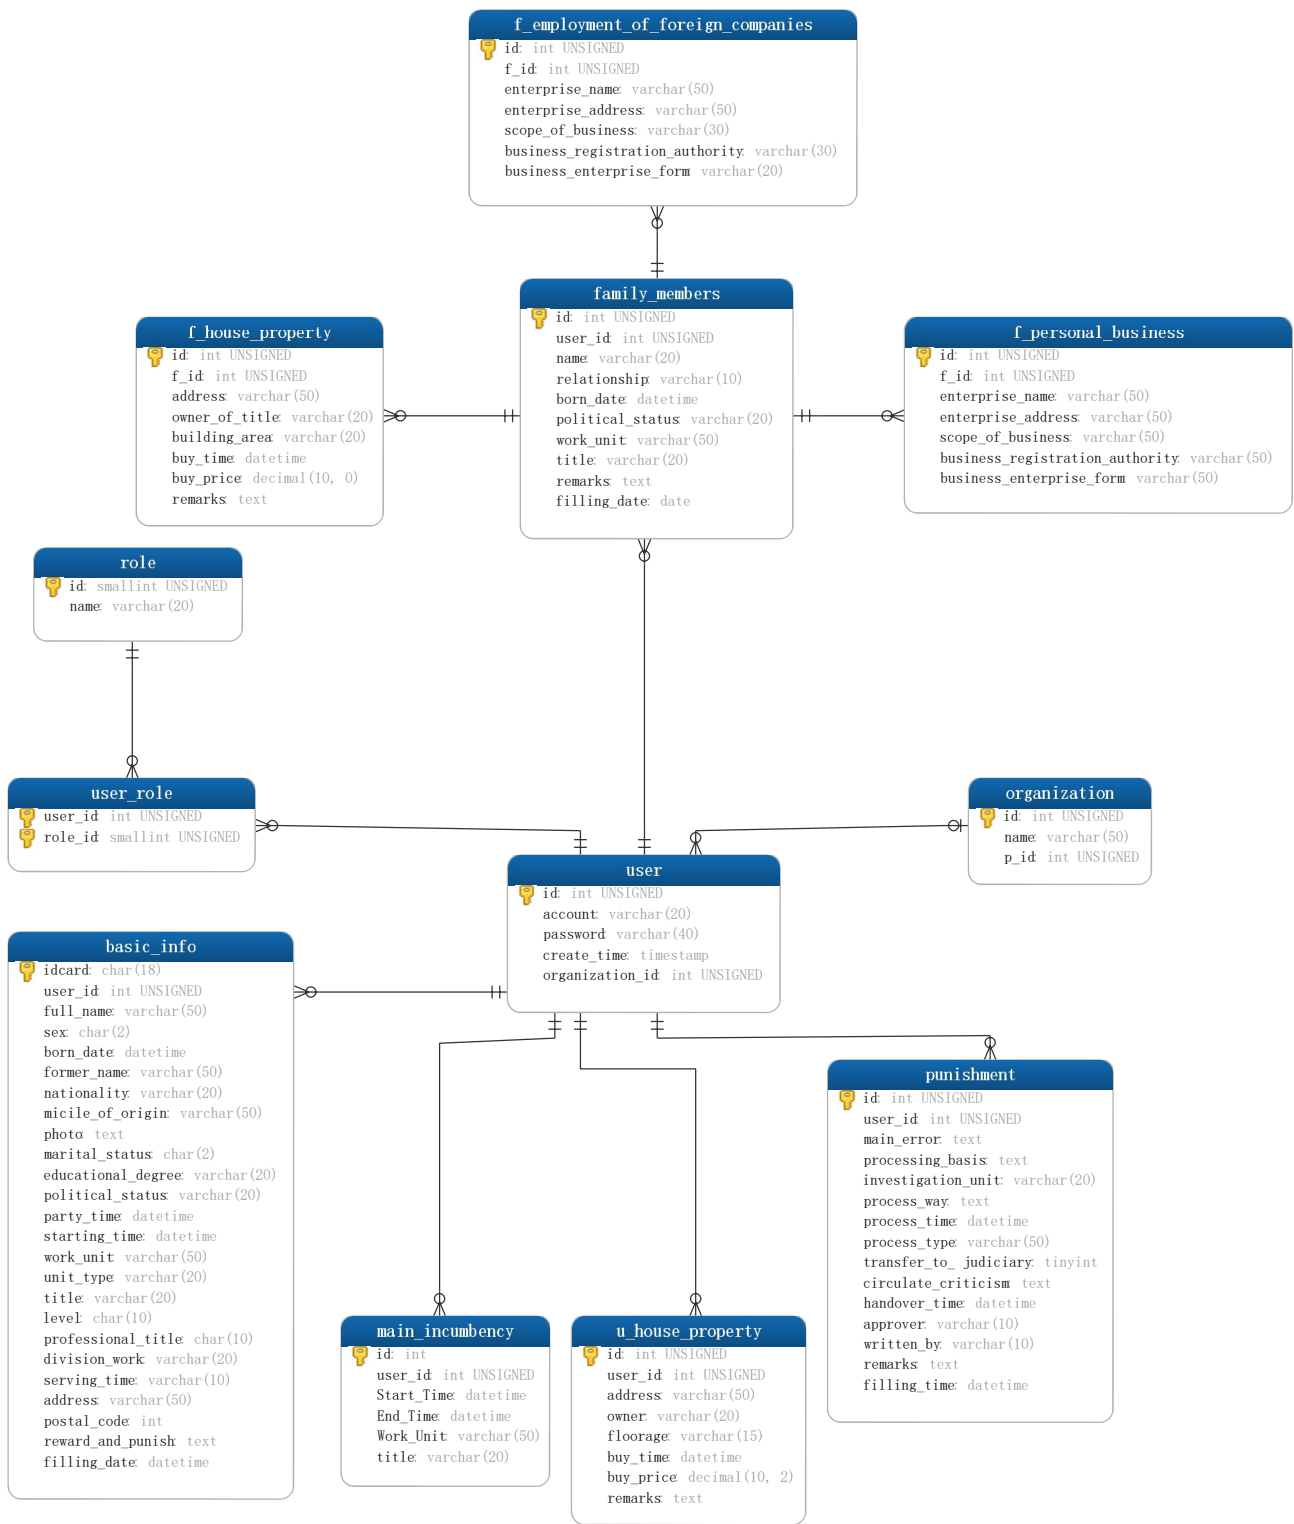 f_employment_of_foreign_companies
id: int UNSIGNED
f_id: int UNSIGNED
enterprise_name: varchar(50)
enterprise_address: varchar(50)
scope_of_business: varchar(30)
business_registration_authority: varchar(30)
business_enterprise_form: varchar(20)
family_members
id: int UNSIGNED
user_id: int UNSIGNED
name: varchar(20)
relationship: varchar(10)
born_date: datetime
political_status: varchar(20)
work_unit: varchar(50)
title: varchar(20)
remarks: text
filling_date: date
f_house_property
id: int UNSIGNED
f_id: int UNSIGNED
address: varchar(50)
owner_of_title: varchar(20)
building_area: varchar(20)
buy_time: datetime
buy_price: decimal(10, 0)
remarks: text
f_personal_business
id: int UNSIGNED
f_id: int UNSIGNED
enterprise_name: varchar(50)
enterprise_address: varchar(50)
scope_of_business: varchar(50)
business_registration_authority: varchar(50)
business_enterprise_form: varchar(50)
role
id: smallint UNSIGNED
name: varchar(20)
user_role
user_id: int UNSIGNED
role_id: smallint UNSIGNED
organization
id: int UNSIGNED
name: varchar(50)
p_id: int UNSIGNED
user
id: int UNSIGNED
account: varchar(20)
password: varchar(40)
create_time: timestamp
organization_id: int UNSIGNED
basic_info
idcard: char(18)
user_id: int UNSIGNED
full_name: varchar(50)
sex: char(2)
born_date: datetime
former_name: varchar(50)
nationality: varchar(20)
micile_of_origin: varchar(50)
photo: text
marital_status: char(2)
educational_degree: varchar(20)
political_status: varchar(20)
party_time: datetime
starting_time: datetime
work_unit: varchar(50)
unit_type: varchar(20)
title: varchar(20)
level: char(10)
professional_title: char(10)
division_work: varchar(20)
serving_time: varchar(10)
address: varchar(50)
postal_code: int
reward_and_punish: text
filling_date: datetime
punishment
id: int UNSIGNED
user_id: int UNSIGNED
main_error: text
processing_basis: text
investigation_unit: varchar(20)
process_way: text
process_time: datetime
process_type: varchar(50)
transfer_to_ judiciary: tinyint
circulate_criticism: text
handover_time: datetime
approver: varchar(10)
written_by: varchar(10)
remarks: text
filling_time: datetime
main_incumbency
id: int
user_id: int UNSIGNED
Start_Time: datetime
End_Time: datetime
Work_Unit: varchar(50)
title: varchar(20)
u_house_property
id: int UNSIGNED
user_id: int UNSIGNED
address: varchar(50)
owner: varchar(20)
floorage: varchar(15)
buy_time: datetime
buy_price: decimal(10, 2)
remarks: text